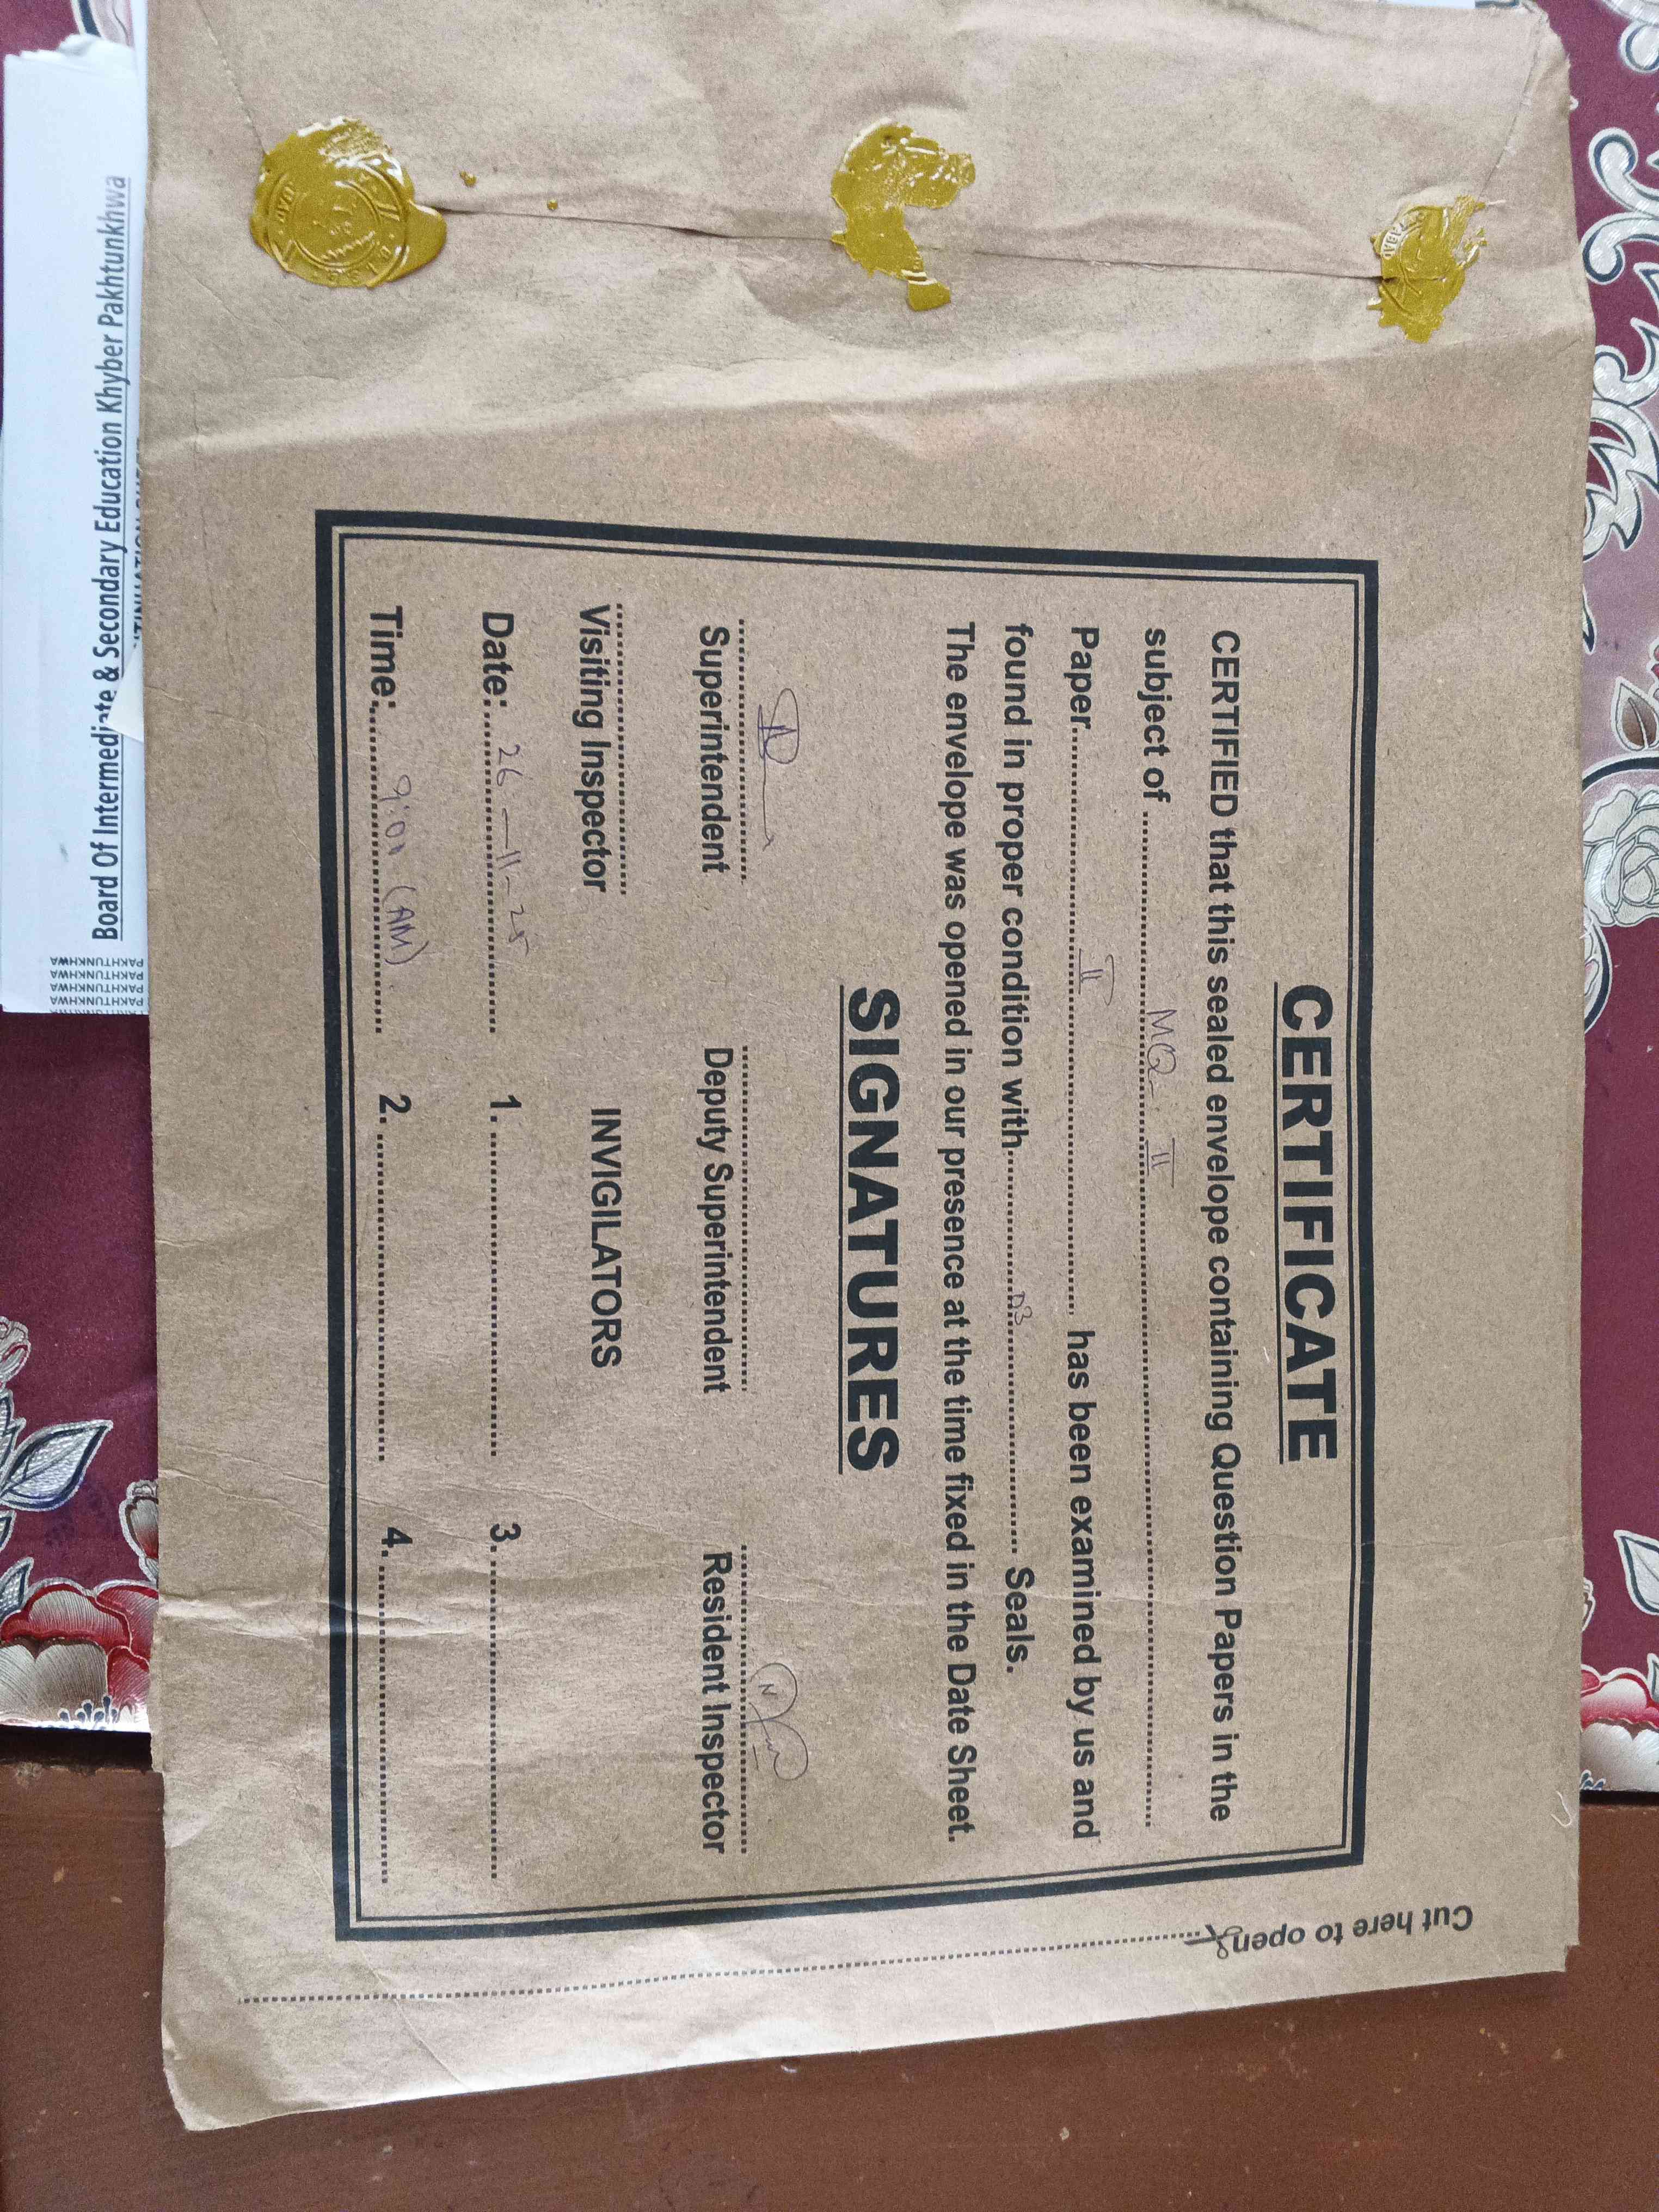 CERTIFICATE
CERTIFIED that this sealed envelope containing Question Papers in the
subject of ........ MQ- II ........
Paper........ II ........, has been examined by us and
found in proper condition with........ 03 ........ Seals.
The envelope was opened in our presence at the time fixed in the Date Sheet.
SIGNATURES
Superintendent
Deputy Superintendent
Resident Inspector
Visiting Inspector
INVIGILATORS
Date:.... 26-11-25
1. ........
3. ........
Time:.... 9:00 (AM)
2. ........
4. ........
Cut here to open
Board Of Intermediate & Secondary Education Khyber Pakhtunkhwa
PAKHTUNKHWA
PAKHTUNKHWA
PAKHTUNKHWA